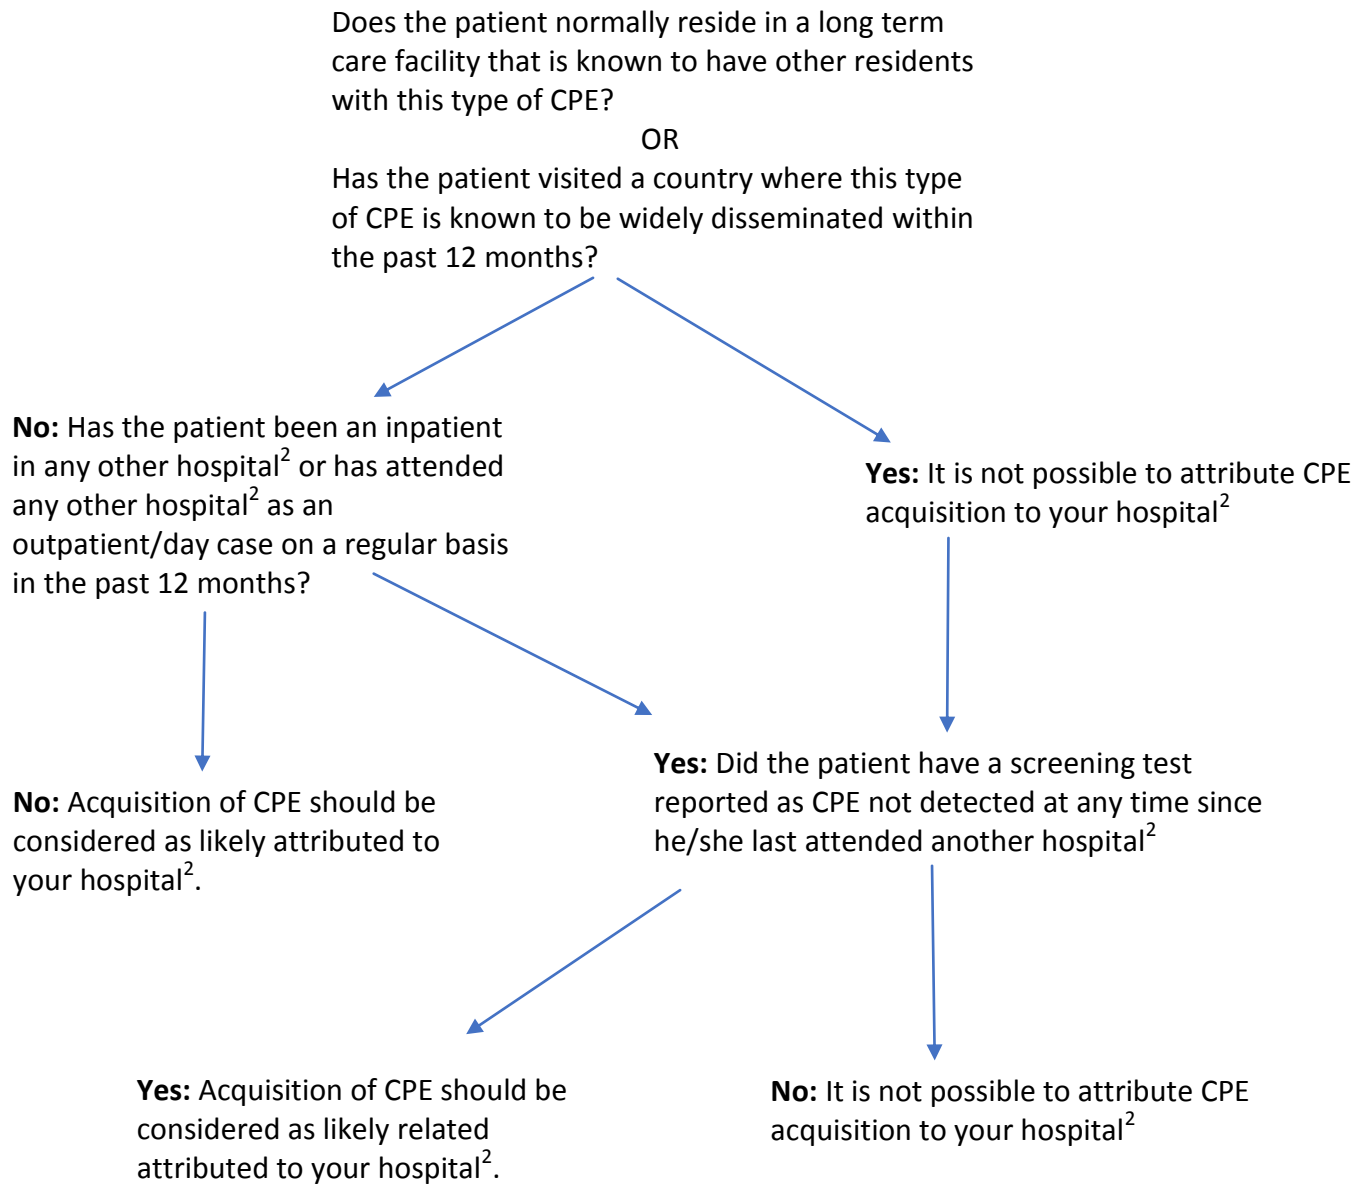 Does the patient normally reside in a long term
care facility that is known to have other residents
with this type of CPE?
OR
Has the patient visited a country where this type
of CPE is known to be widely disseminated within
the past 12 months?
No: Has the patient been an inpatient
in any other hospital² or has attended
any other hospital² as an
outpatient/day case on a regular basis
in the past 12 months?
Yes: It is not possible to attribute CPE
acquisition to your hospital²
No: Acquisition of CPE should be
considered as likely attributed to
your hospital².
Yes: Did the patient have a screening test
reported as CPE not detected at any time since
he/she last attended another hospital²
Yes: Acquisition of CPE should be
considered as likely related
attributed to your hospital².
No: It is not possible to attribute CPE
acquisition to your hospital²